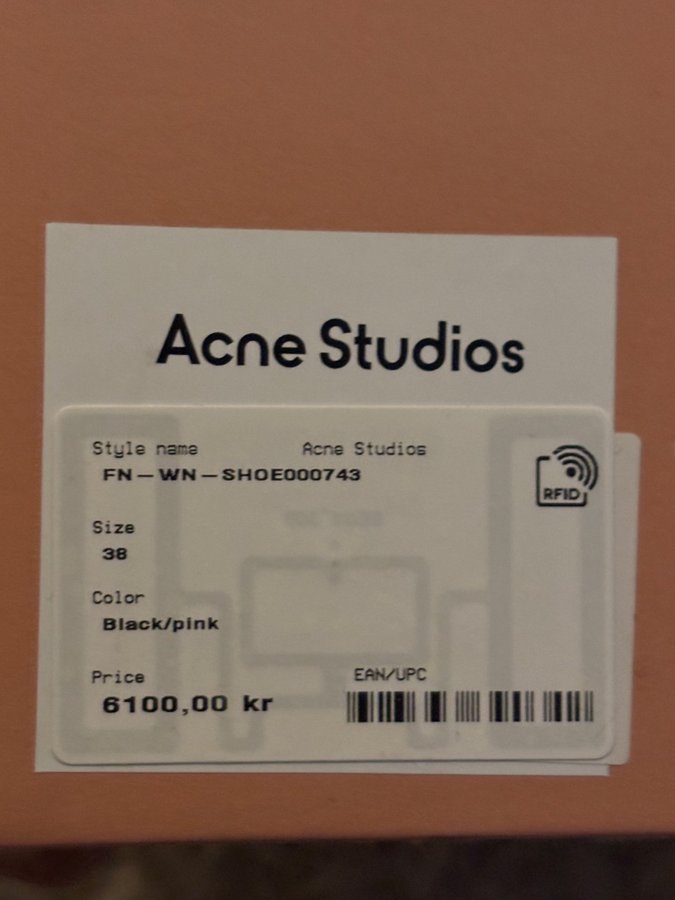 Acne Studios
Style name Acne Studios
FN-WN-SHOE000743
RFID
Size
38
Color
Black/pink
Price
6100,00 kr
EAN/UPC